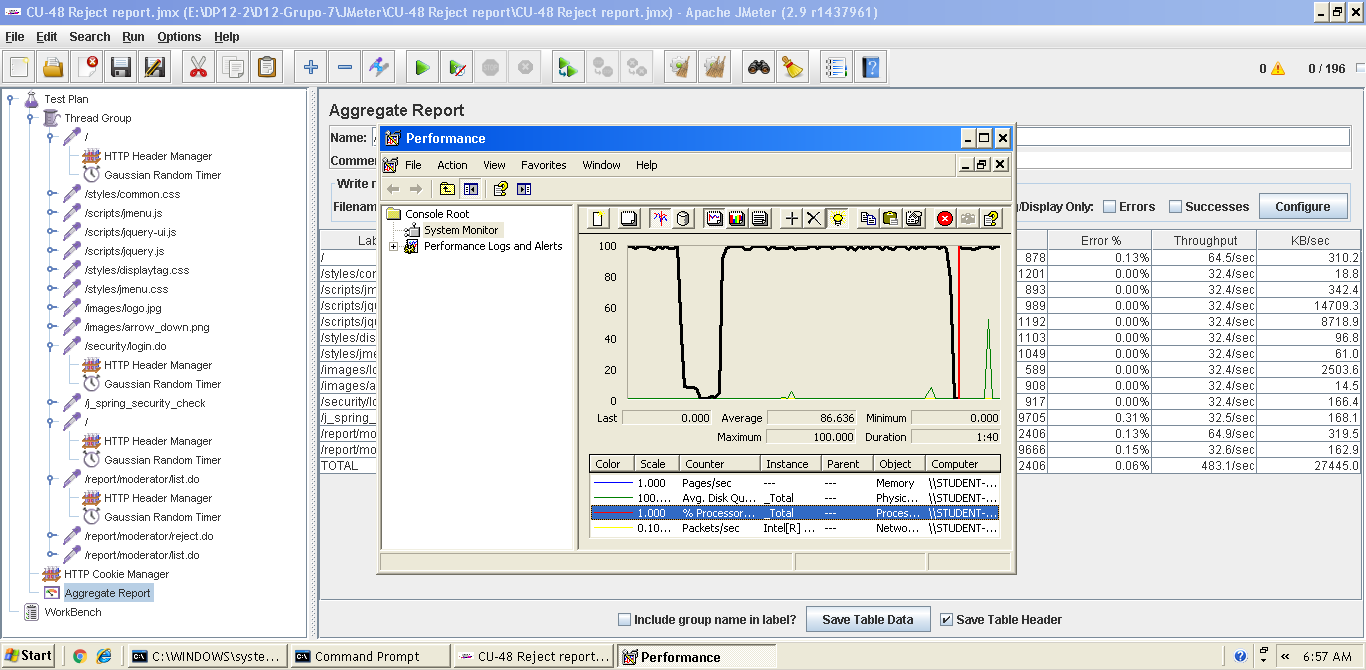 CU-48 Reject report.jmx (E:\DP12-2\D12-Grupo-7\JMeter\CU-48 Reject report\CU-48 Reject report.jmx) - Apache JMeter (2.9 r1437961)
File Edit Search Run Options Help
0 0 / 196
Test Plan
Thread Group
/
HTTP Header Manager
Gaussian Random Timer
/styles/common.css
/scripts/jmenu.js
/scripts/jquery-ui.js
/scripts/jquery.js
/styles/displaytag.css
/styles/jmenu.css
/images/logo.jpg
/images/arrow_down.png
/security/login.do
HTTP Header Manager
Gaussian Random Timer
/j_spring_security_check
/
HTTP Header Manager
Gaussian Random Timer
/report/moderator/list.do
HTTP Header Manager
Gaussian Random Timer
/report/moderator/reject.do
/report/moderator/list.do
HTTP Cookie Manager
Aggregate Report
WorkBench
Aggregate Report
Name:
Comme
Write r
Filenam
/Display Only: Errors Successes Configure
Lab Error % Throughput KB/sec
/ 878 0.13% 64.5/sec 310.2
/styles/cor 1201 0.00% 32.4/sec 18.8
/scripts/jm 893 0.00% 32.4/sec 342.4
/scripts/jqu 989 0.00% 32.4/sec 14709.3
/scripts/jqu 1192 0.00% 32.4/sec 8718.9
/styles/dis 1103 0.00% 32.4/sec 96.8
/styles/jme 1049 0.00% 32.4/sec 61.0
/images/lo 589 0.00% 32.4/sec 2503.6
/images/a 908 0.00% 32.4/sec 14.5
/security/lo 917 0.00% 32.4/sec 166.4
/j_spring_ 9705 0.31% 32.5/sec 168.1
/report/mo 2406 0.13% 64.9/sec 319.5
/report/mo 9666 0.15% 32.6/sec 162.9
TOTAL 2406 0.06% 483.1/sec 27445.0
Performance
File Action View Favorites Window Help
Console Root
System Monitor
Performance Logs and Alerts
100
80
60
40
20
0
Last 0.000 Average 86.636 Minimum 0.000
Maximum 100.000 Duration 1:40
Color Scale Counter Instance Parent Object Computer
1.000 Pages/sec --- --- Memory \\STUDENT-...
100.... Avg. Disk Qu... _Total --- Physic... \\STUDENT-...
1.000 % Processor... _Total --- Proces... \\STUDENT-...
0.10... Packets/sec Intel[R] ... --- Netwo... \\STUDENT-...
Include group name in label? Save Table Data Save Table Header
Start C:\WINDOWS\syste... Command Prompt CU-48 Reject report.... Performance 6:57 AM